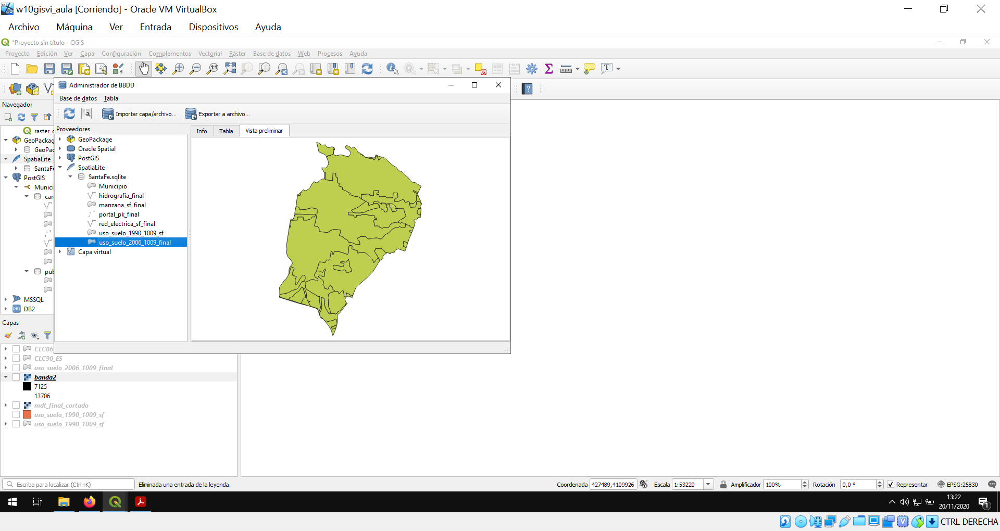 w10gisvi_aula [Corriendo] - Oracle VM VirtualBox
Archivo Máquina Ver Entrada Dispositivos Ayuda
*Proyecto sin título - QGIS
Proyecto Edición Ver Capa Configuración Complementos Vectorial Ráster Base de datos Web Procesos Ayuda
Administrador de BBDD
Base de datos Tabla
Importar capa/archivo... Exportar a archivo...
Proveedores
Info Tabla Vista preliminar
GeoPackage
Oracle Spatial
PostGIS
SpatiaLite
SantaFe.sqlite
Municipio
hidrografia_final
manzana_sf_final
portal_pk_final
red_electrica_sf_final
uso_suelo_1990_1009_sf
uso_suelo_2006_1009_final
Capa virtual
Navegador
raster_
GeoPackag
GeoPac
SpatiaLite
SantaFe
PostGIS
Munici
car
pub
MSSQL
DB2
Capas
CLC06_
CLC90_ES
uso_suelo_2006_1009_final
banda2
7125
13706
mdt_final_cortado
uso_suelo_1990_1009_sf
uso_suelo_1990_1009_sf
Escriba para localizar (Ctrl+K) Eliminada una entrada de la leyenda. Coordenada 427489,4109926 Escala 1:53220 Amplificador 100% Rotación 0,0 ° Representar EPSG:25830
13:22
20/11/2020
1
CTRL DERECHA